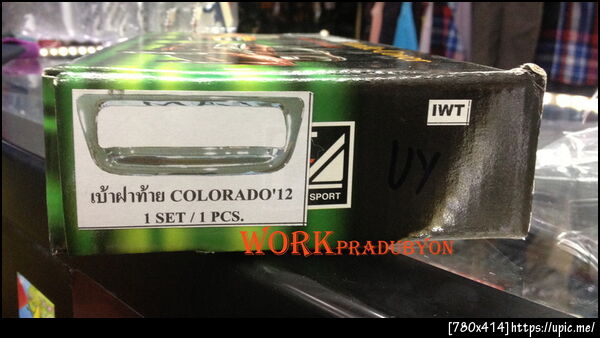 IWT
UY
SPORT
เบ้าฝาท้าย COLORADO'12
1 SET / 1 PCS.
WORKPRADUBYON
[780x414] https://upic.me/